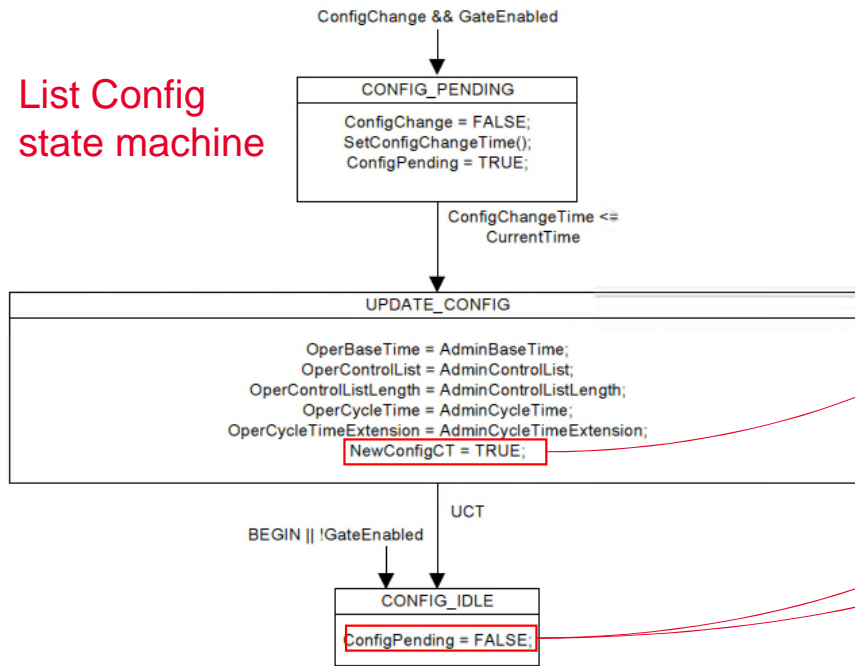 ConfigChange && GateEnabled
List Config
state machine
CONFIG_PENDING
ConfigChange = FALSE;
SetConfigChangeTime();
ConfigPending = TRUE;
ConfigChangeTime <=
CurrentTime
UPDATE_CONFIG
OperBaseTime = AdminBaseTime;
OperControlList = AdminControlList;
OperControlListLength = AdminControlListLength;
OperCycleTime = AdminCycleTime;
OperCycleTimeExtension = AdminCycleTimeExtension;
NewConfigCT = TRUE;
UCT
BEGIN || !GateEnabled
CONFIG_IDLE
ConfigPending = FALSE;